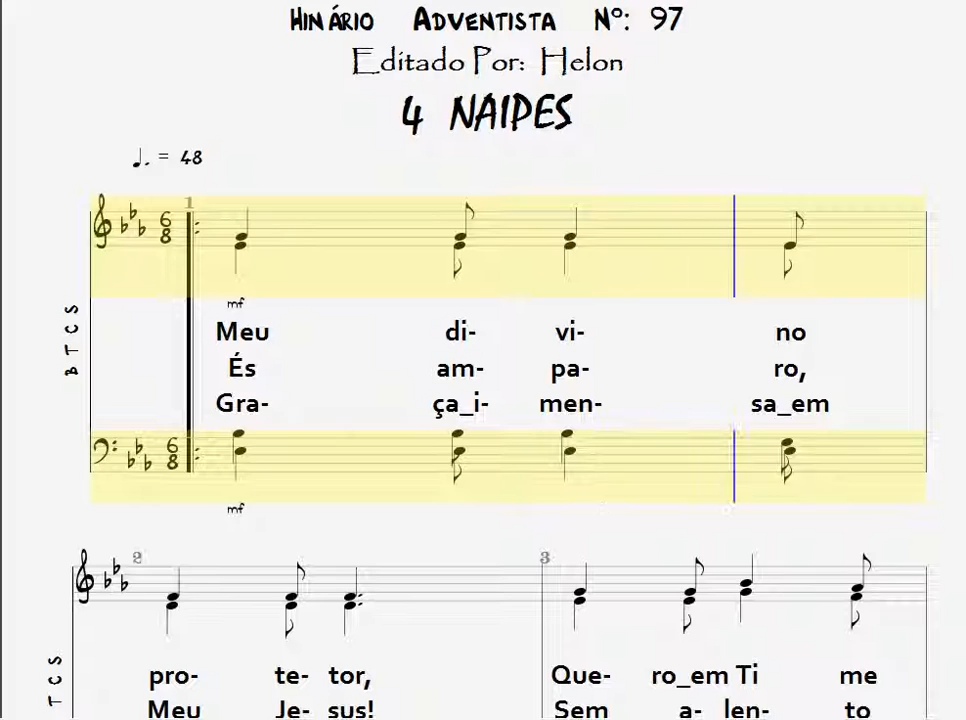 Hinário Adventista Nº: 97
Editado Por: Helon
4 NAIPES
♩. = 48
1
6 8
mf
B T C S
Meu di- vi- no
És am- pa- ro,
Gra- ça_i- men- sa_em
6 8
mf
2 3
T C S
pro- te- tor, Que- ro_em Ti me
Meu Je- sus! Sem a- len- to